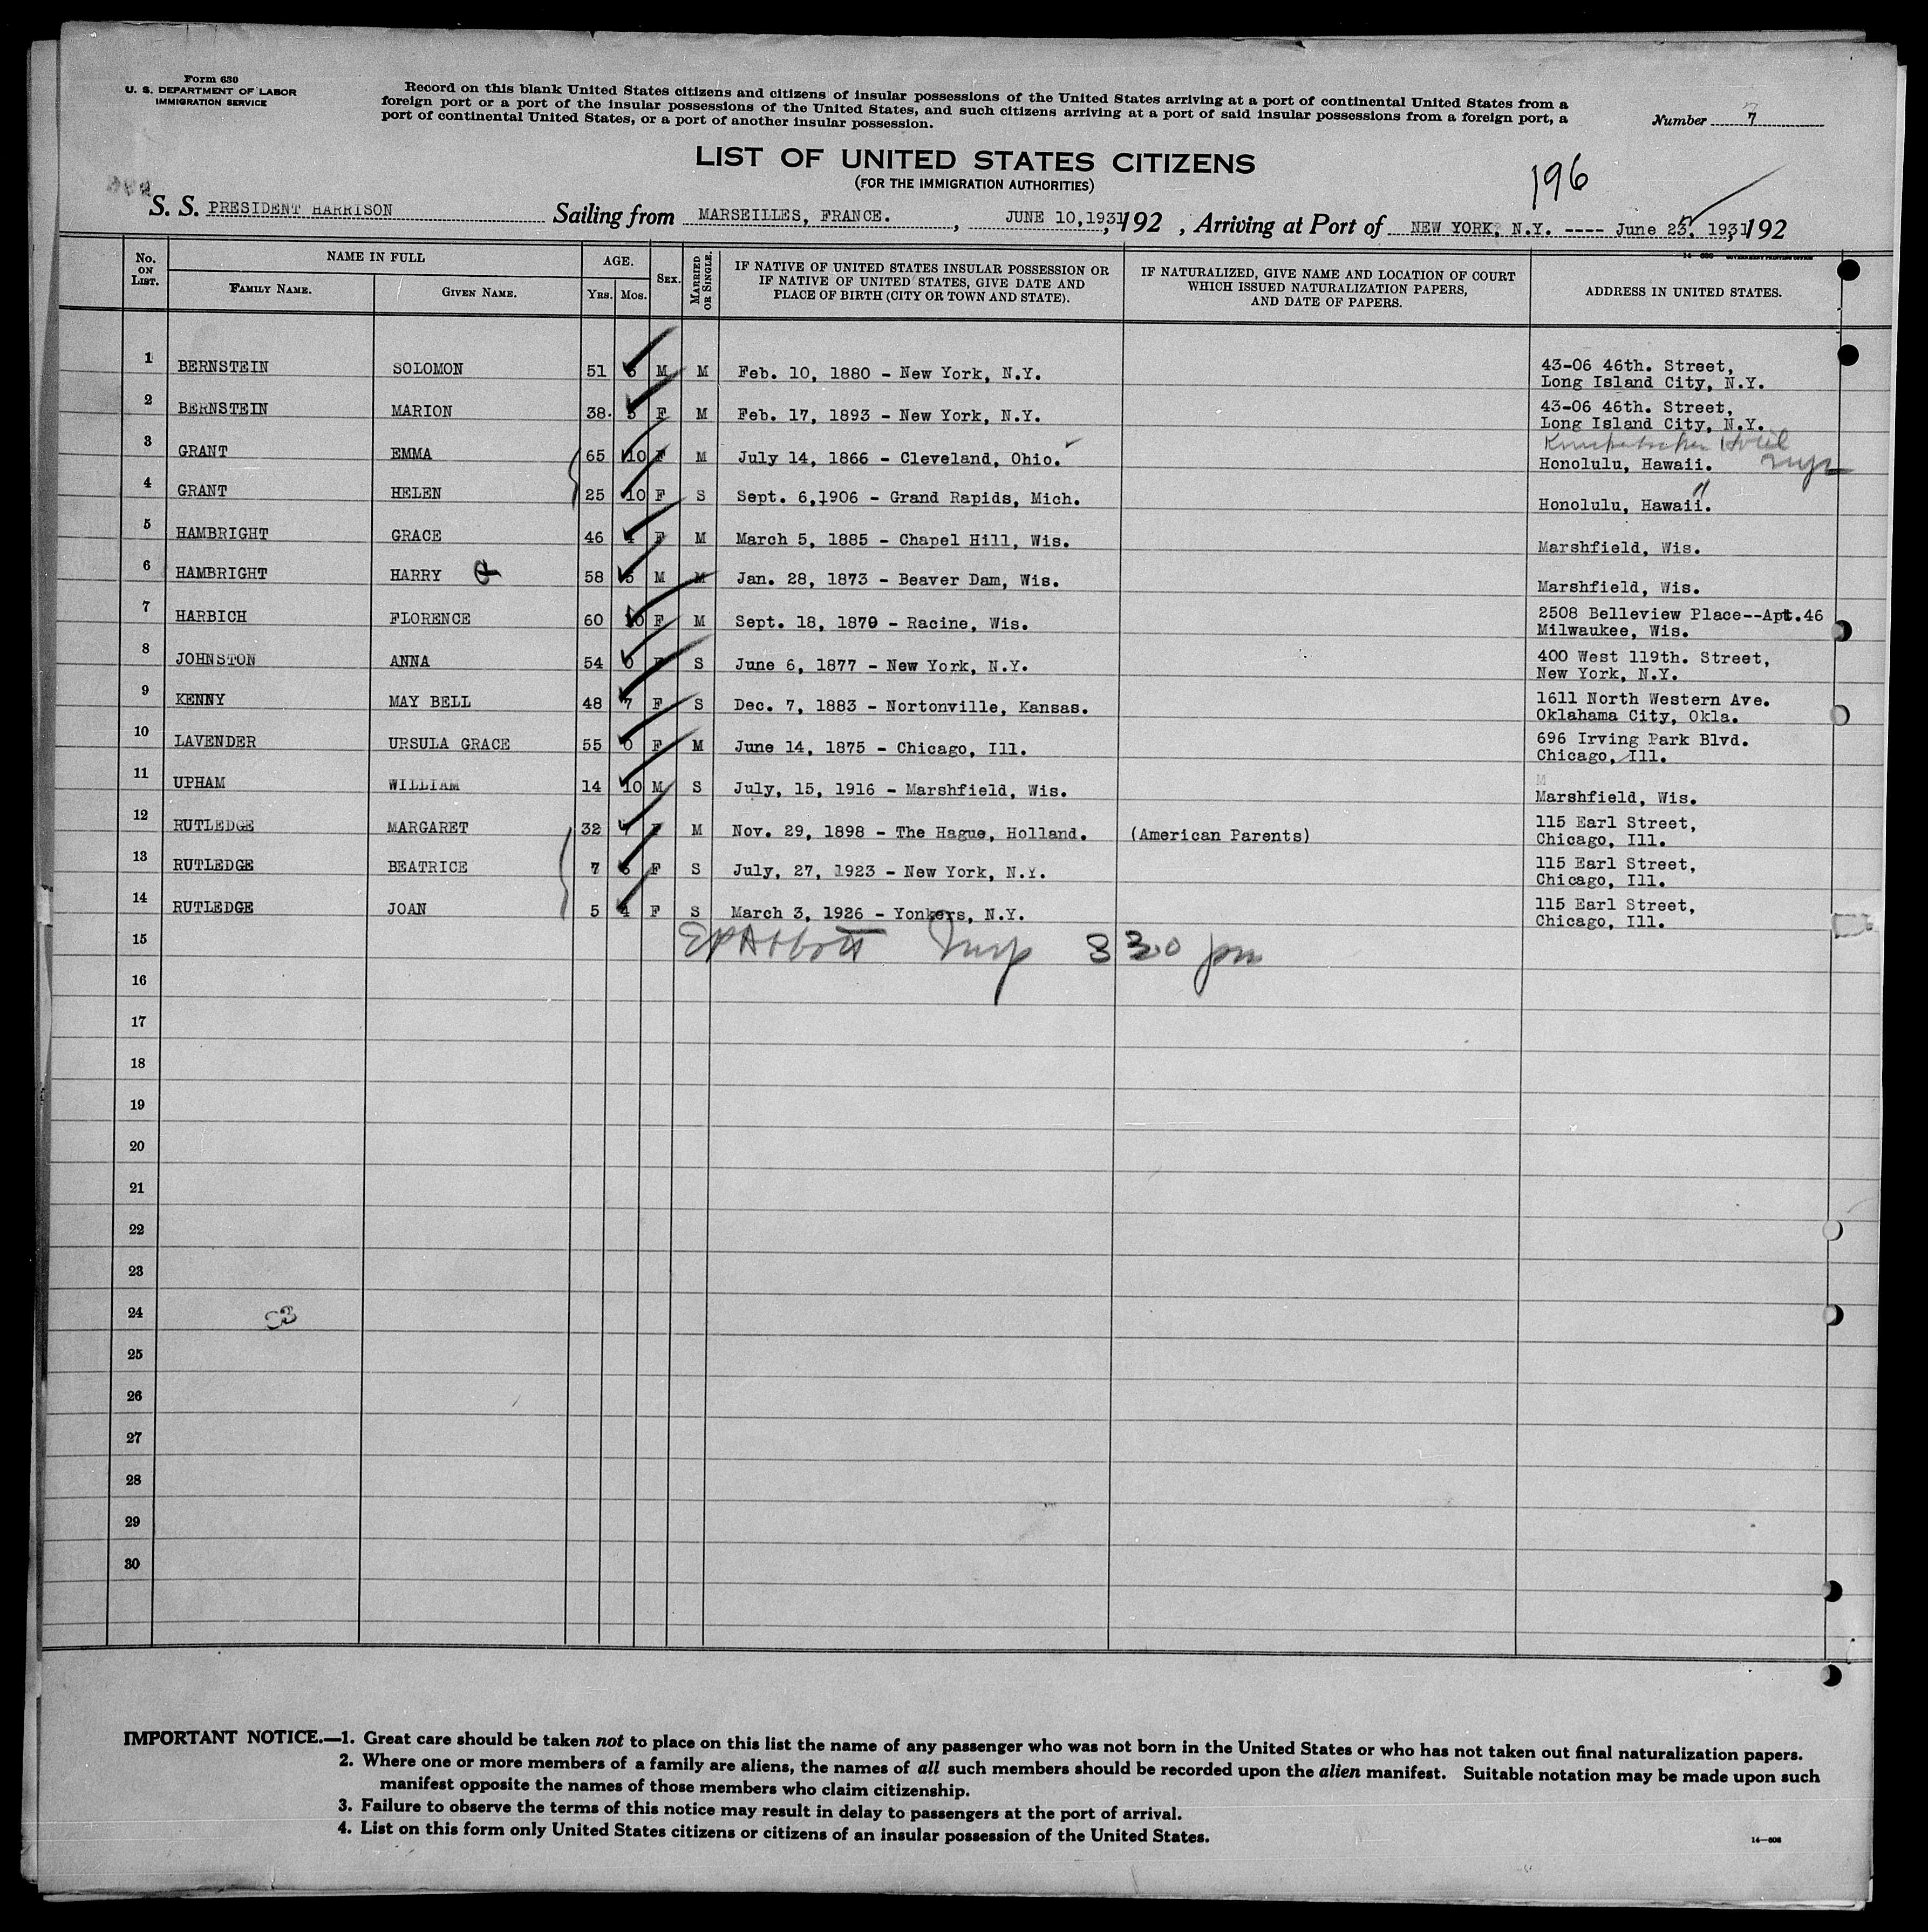 Form 630
U. S. DEPARTMENT OF LABOR
IMMIGRATION SERVICE
Record on this blank United States citizens and citizens of insular possessions of the United States arriving at a port of continental United States from a
foreign port or a port of the insular possessions of the United States, and such citizens arriving at a port of said insular possessions from a foreign port, a
port of continental United States, or a port of another insular possession.
Number 7
LIST OF UNITED STATES CITIZENS
(FOR THE IMMIGRATION AUTHORITIES)
196
S. S. PRESIDENT HARRISON Sailing from MARSEILLES, FRANCE. , JUNE 10,1931, 192 , Arriving at Port of NEW YORK, N.Y. ---- June 25, 1931, 192
No. ON LIST. NAME IN FULL FAMILY NAME. GIVEN NAME. AGE. YRS. MOS. SEX. MARRIED OR SINGLE.
IF NATIVE OF UNITED STATES INSULAR POSSESSION OR
IF NATIVE OF UNITED STATES, GIVE DATE AND
PLACE OF BIRTH (CITY OR TOWN AND STATE).
IF NATURALIZED, GIVE NAME AND LOCATION OF COURT
WHICH ISSUED NATURALIZATION PAPERS,
AND DATE OF PAPERS.
ADDRESS IN UNITED STATES.
1 BERNSTEIN SOLOMON 51 M M Feb. 10, 1880 - New York, N.Y. 43-06 46th. Street,
Long Island City, N.Y.
2 BERNSTEIN MARION 38. F M Feb. 17, 1893 - New York, N.Y. 43-06 46th. Street,
Long Island City, N.Y.
3 GRANT EMMA 65 10 F M July 14, 1866 - Cleveland, Ohio. Honolulu, Hawaii.
4 GRANT HELEN 25 10 F S Sept. 6,1906 - Grand Rapids, Mich. Honolulu, Hawaii.
5 HAMBRIGHT GRACE 46 F M March 5, 1885 - Chapel Hill, Wis. Marshfield, Wis.
6 HAMBRIGHT HARRY 58 M M Jan. 28, 1873 - Beaver Dam, Wis. Marshfield, Wis.
7 HARBICH FLORENCE 60 F M Sept. 18, 1870 - Racine, Wis. 2508 Belleview Place--Apt.46
Milwaukee, Wis.
8 JOHNSTON ANNA 54 0 F S June 6, 1877 - New York, N.Y. 400 West 119th. Street,
New York, N.Y.
9 KENNY MAY BELL 48 7 F S Dec. 7, 1883 - Nortonville, Kansas. 1611 North Western Ave.
Oklahoma City, Okla.
10 LAVENDER URSULA GRACE 55 0 F M June 14, 1875 - Chicago, Ill. 696 Irving Park Blvd.
Chicago, Ill.
11 UPHAM WILLIAM 14 10 M S July, 15, 1916 - Marshfield, Wis. Marshfield, Wis.
12 RUTLEDGE MARGARET 32 7 F M Nov. 29, 1898 - The Hague, Holland. (American Parents) 115 Earl Street,
Chicago, Ill.
13 RUTLEDGE BEATRICE 7 F S July, 27, 1923 - New York, N.Y. 115 Earl Street,
Chicago, Ill.
14 RUTLEDGE JOAN 5 4 F S March 3, 1926 - Yonkers, N.Y. 115 Earl Street,
Chicago, Ill.
15 Abbott Insp 3 30 pm
16
17
18
19
20
21
22
23
24
25
26
27
28
29
30
IMPORTANT NOTICE.—1. Great care should be taken not to place on this list the name of any passenger who was not born in the United States or who has not taken out final naturalization papers.
2. Where one or more members of a family are aliens, the names of all such members should be recorded upon the alien manifest. Suitable notation may be made upon such
manifest opposite the names of those members who claim citizenship.
3. Failure to observe the terms of this notice may result in delay to passengers at the port of arrival.
4. List on this form only United States citizens or citizens of an insular possession of the United States.
14—608